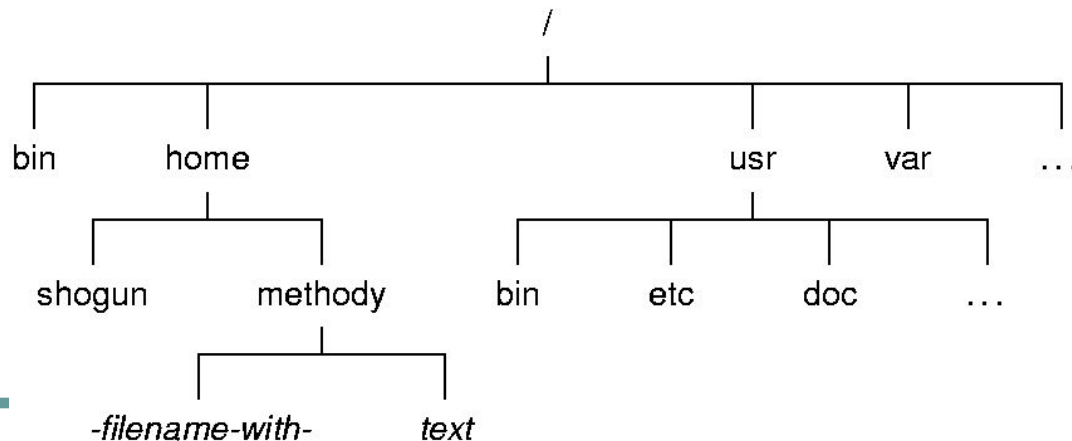 /
bin home usr var ...
shogun methody bin etc doc ...
-filename-with- text